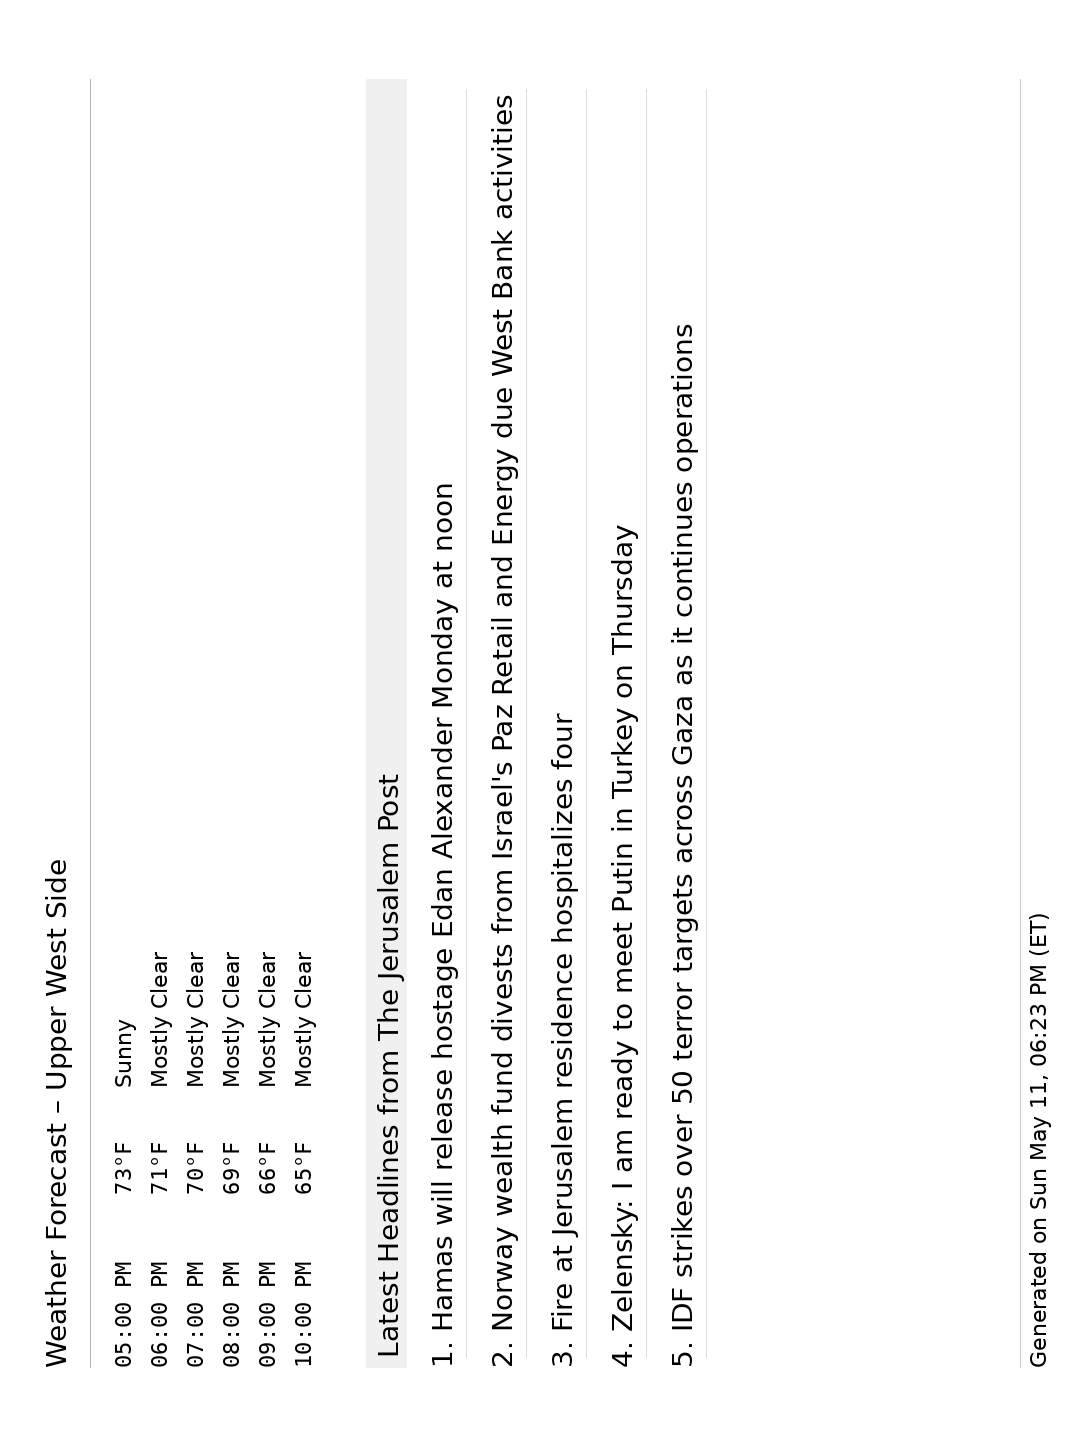 Weather Forecast – Upper West Side
05:00 PM 73°F Sunny
06:00 PM 71°F Mostly Clear
07:00 PM 70°F Mostly Clear
08:00 PM 69°F Mostly Clear
09:00 PM 66°F Mostly Clear
10:00 PM 65°F Mostly Clear
Latest Headlines from The Jerusalem Post
1. Hamas will release hostage Edan Alexander Monday at noon
2. Norway wealth fund divests from Israel's Paz Retail and Energy due West Bank activities
3. Fire at Jerusalem residence hospitalizes four
4. Zelensky: I am ready to meet Putin in Turkey on Thursday
5. IDF strikes over 50 terror targets across Gaza as it continues operations
Generated on Sun May 11, 06:23 PM (ET)